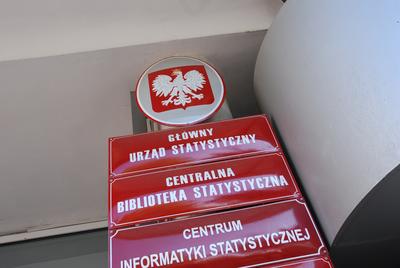 GŁÓWNY
URZĄD STATYSTYCZNY
CENTRALNA
BIBLIOTEKA STATYSTYCZNA
CENTRUM
INFORMATYKI STATYSTYCZNEJ